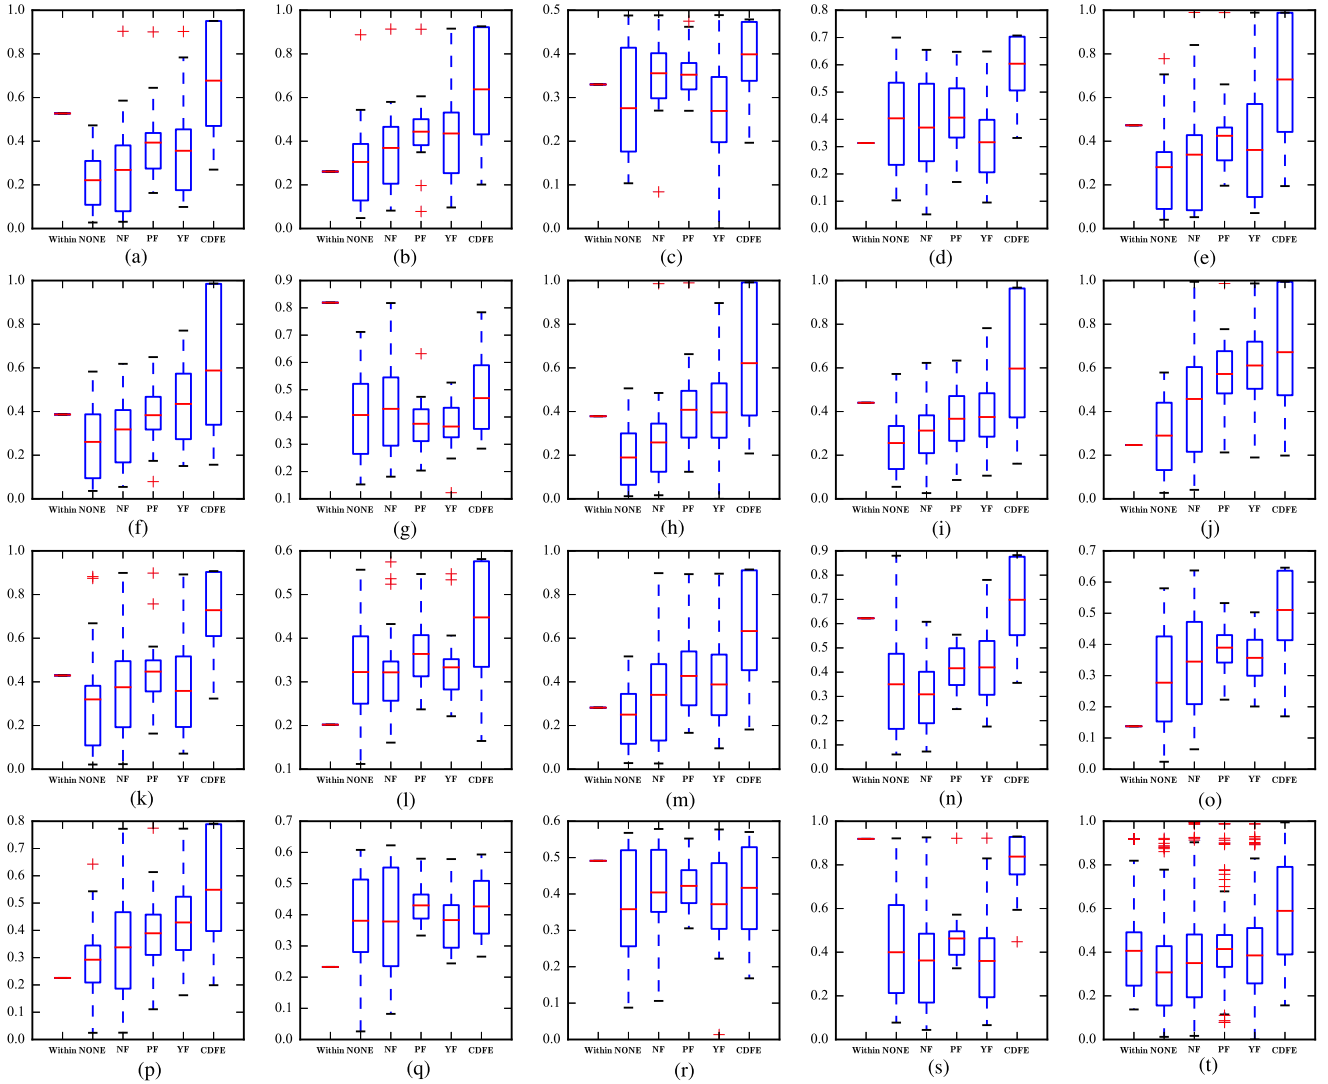 1.0 1.0 0.5 0.8 1.0
0.8 0.8 0.4 0.7 0.8
0.6 0.6 0.3 0.6 0.6
0.4 0.4 0.2 0.5 0.4
0.2 0.2 0.1 0.4 0.2
0.0 0.0 0.0 0.3 0.0
0.2
0.1
0.0
Within NONE NF PF YF CDFE Within NONE NF PF YF CDFE Within NONE NF PF YF CDFE Within NONE NF PF YF CDFE Within NONE NF PF YF CDFE
(a) (b) (c) (d) (e)
1.0 0.9 1.0 1.0 1.0
0.8 0.8 0.8 0.8 0.8
0.6 0.7 0.6 0.6 0.6
0.4 0.6 0.4 0.4 0.4
0.2 0.5 0.2 0.2 0.2
0.0 0.4 0.0 0.0 0.0
0.3
0.2
0.1
Within NONE NF PF YF CDFE Within NONE NF PF YF CDFE Within NONE NF PF YF CDFE Within NONE NF PF YF CDFE Within NONE NF PF YF CDFE
(f) (g) (h) (i) (j)
1.0 0.6 1.0 0.9 0.7
0.8 0.5 0.8 0.8 0.6
0.6 0.4 0.6 0.7 0.5
0.4 0.3 0.4 0.6 0.4
0.2 0.2 0.2 0.5 0.3
0.0 0.1 0.0 0.4 0.2
0.3 0.1
0.2 0.0
0.1
0.0
Within NONE NF PF YF CDFE Within NONE NF PF YF CDFE Within NONE NF PF YF CDFE Within NONE NF PF YF CDFE Within NONE NF PF YF CDFE
(k) (l) (m) (n) (o)
0.8 0.7 0.6 1.0 1.0
0.7 0.6 0.5 0.8 0.8
0.6 0.5 0.4 0.6 0.6
0.5 0.4 0.3 0.4 0.4
0.4 0.3 0.2 0.2 0.2
0.3 0.2 0.1 0.0 0.0
0.2 0.1 0.0
0.1 0.0
0.0
Within NONE NF PF YF CDFE Within NONE NF PF YF CDFE Within NONE NF PF YF CDFE Within NONE NF PF YF CDFE Within NONE NF PF YF CDFE
(p) (q) (r) (s) (t)